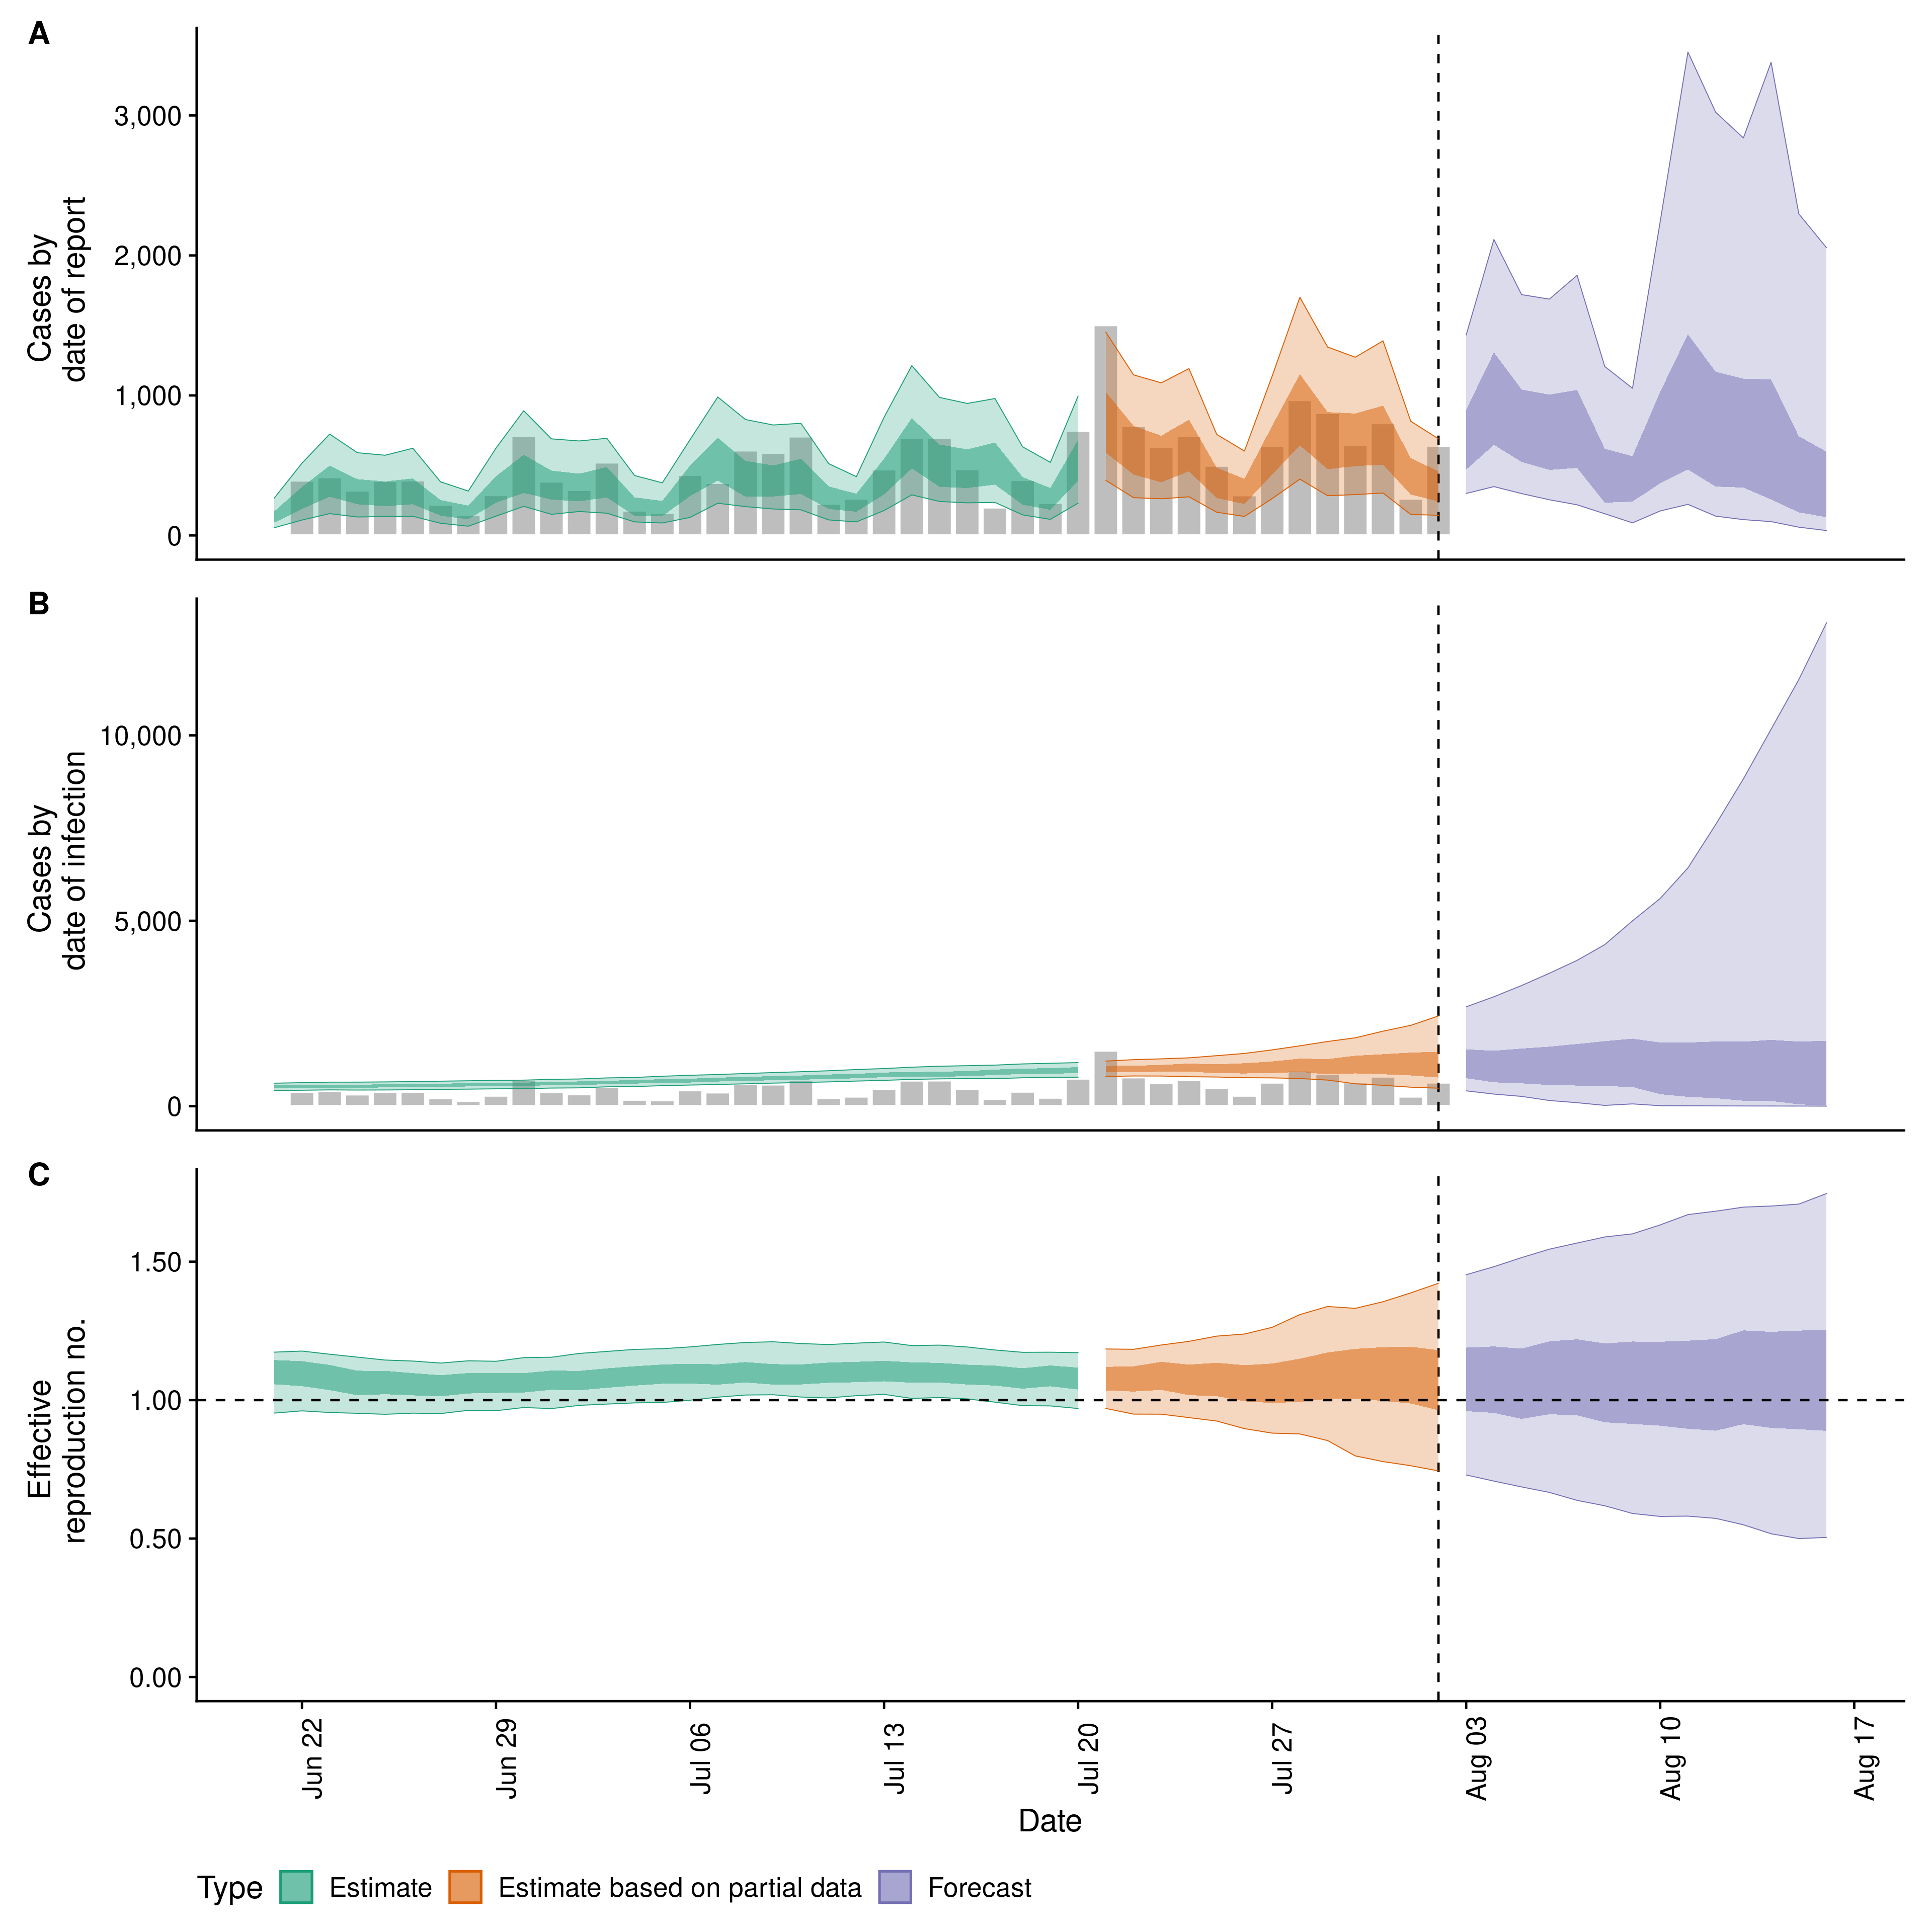 A
Cases by
date of report
3,000
2,000
1,000
0
B
Cases by
date of infection
10,000
5,000
0
C
Effective
reproduction no.
1.50
1.00
0.50
0.00
Jun 22
Jun 29
Jul 06
Jul 13
Jul 20
Jul 27
Aug 03
Aug 10
Aug 17
Date
Type Estimate Estimate based on partial data Forecast